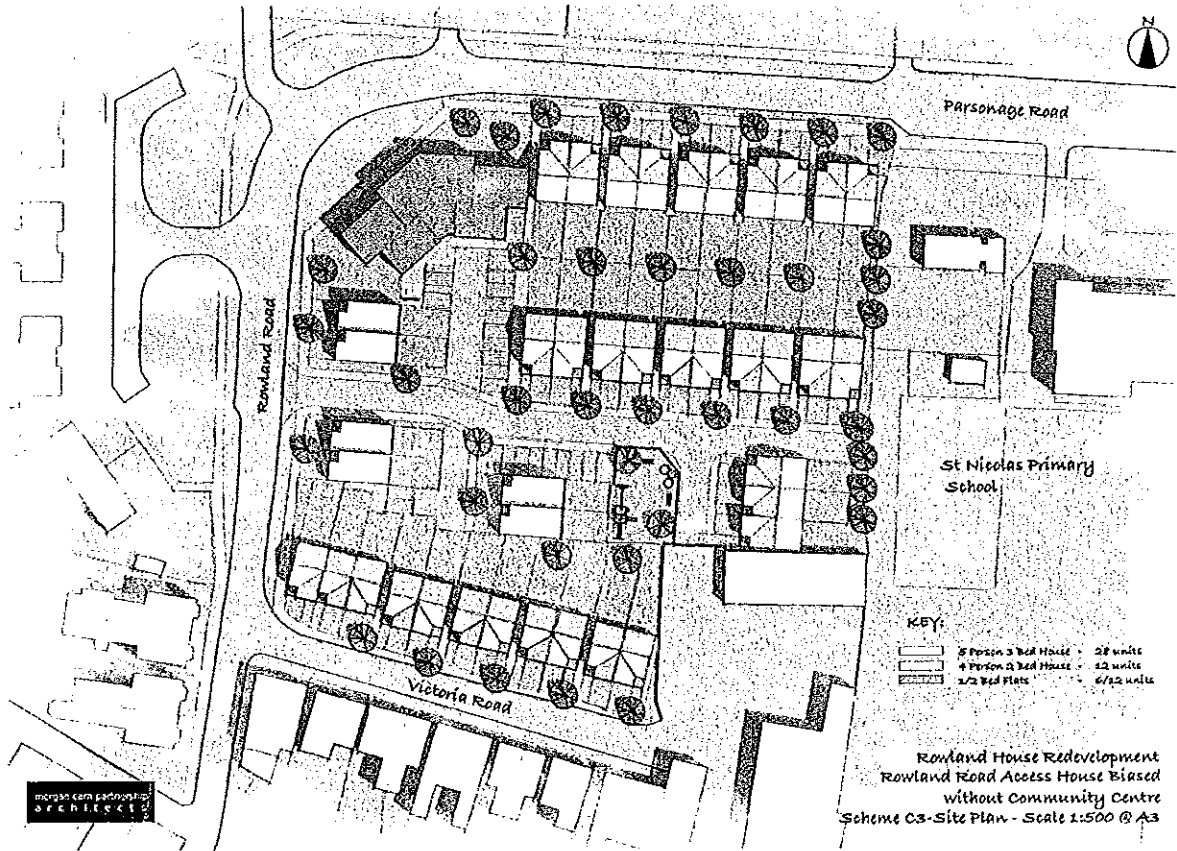 N
Parsonage Road
Rowland Road
St Nicolas Primary
School
KEY:
5 Person 3 Bed House - 28 units
4 Person 2 Bed House - 12 units
1/2 Bed Flats - 6/12 units
Victoria Road
Rowland House Redevelopment
Rowland Road Access House Biased
without Community Centre
Scheme C3-Site Plan - Scale 1:500 @ A3
morgan carn partnership
architects